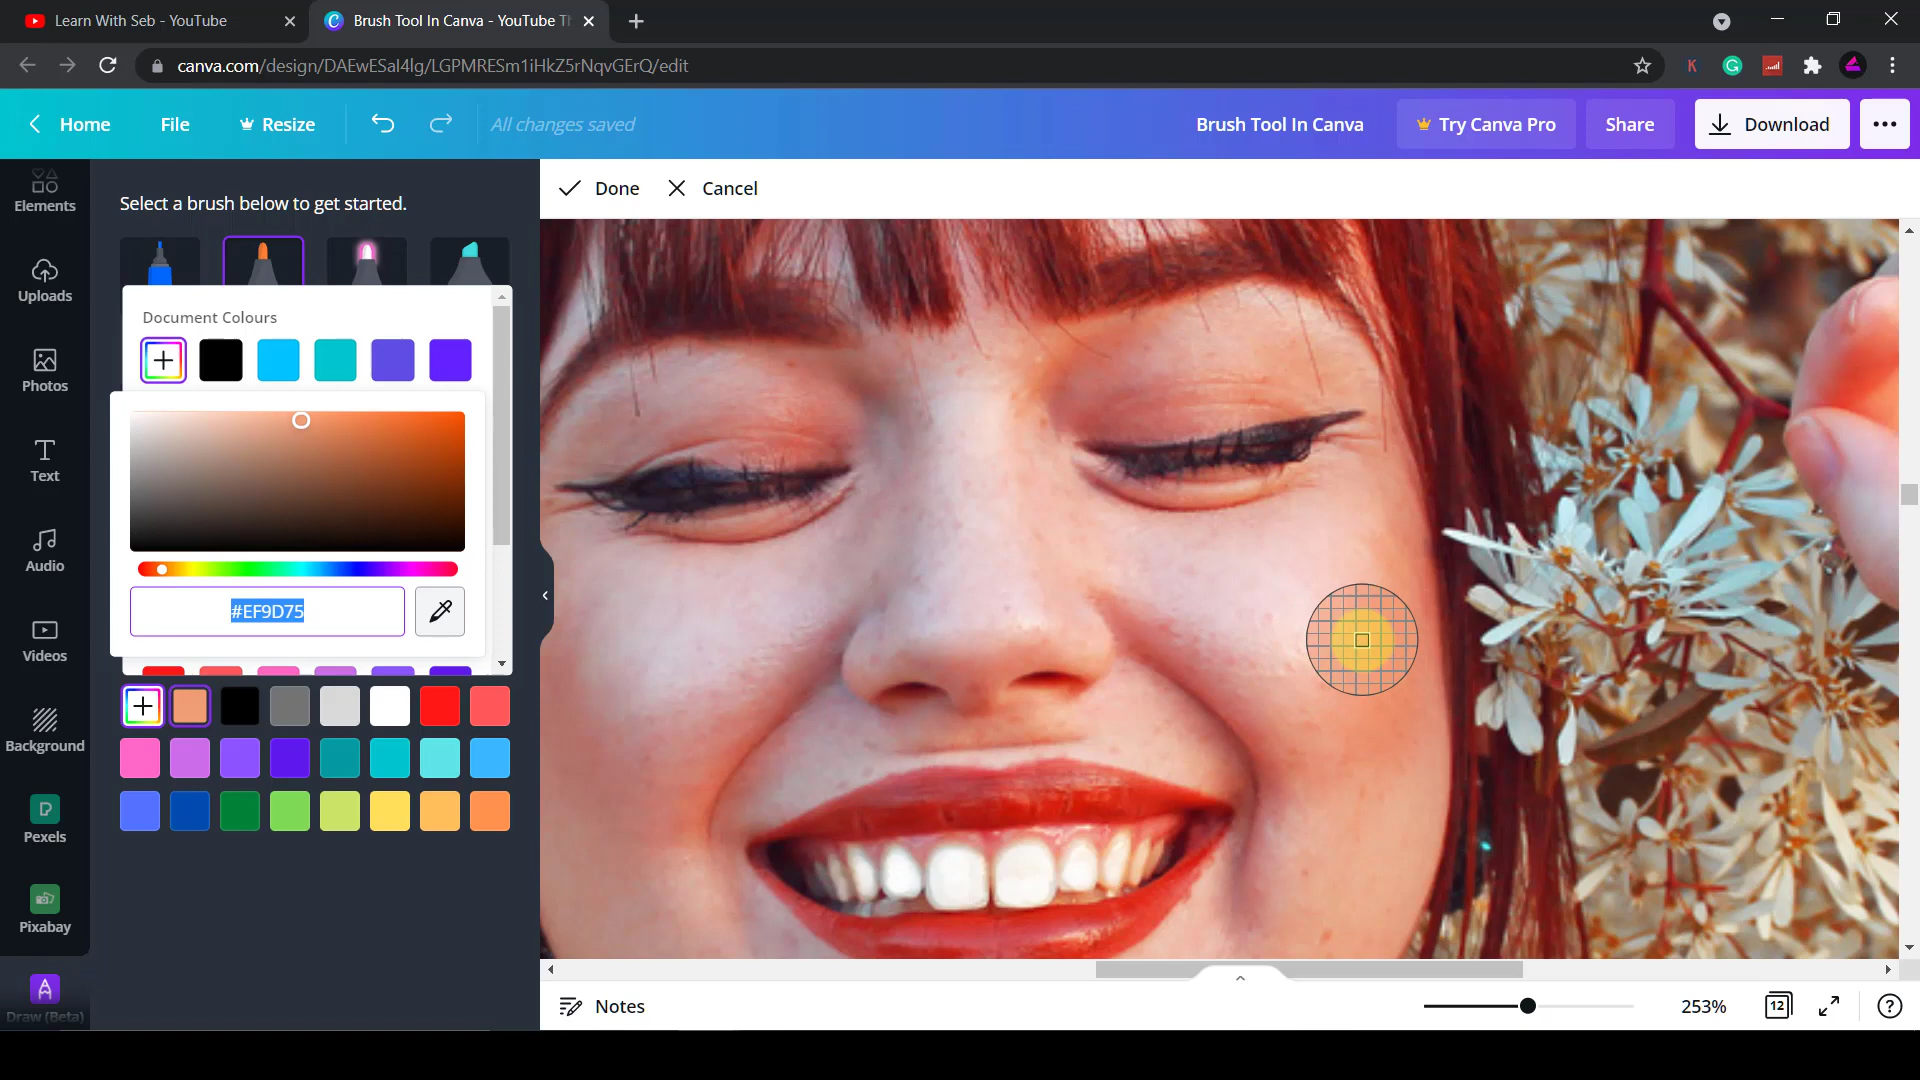 Learn With Seb - YouTube
Brush Tool In Canva - YouTube Th
canva.com/design/DAEwESal4lg/LGPMRESm1iHkZ5rNqvGErQ/edit
Home
File
Resize
All changes saved
Brush Tool In Canva
Try Canva Pro
Share
Download
Elements
Uploads
Photos
Text
Audio
Videos
Background
Pexels
Pixabay
Draw (Beta)
Select a brush below to get started.
Document Colours
#EF9D75
Done
Cancel
Notes
253%
12